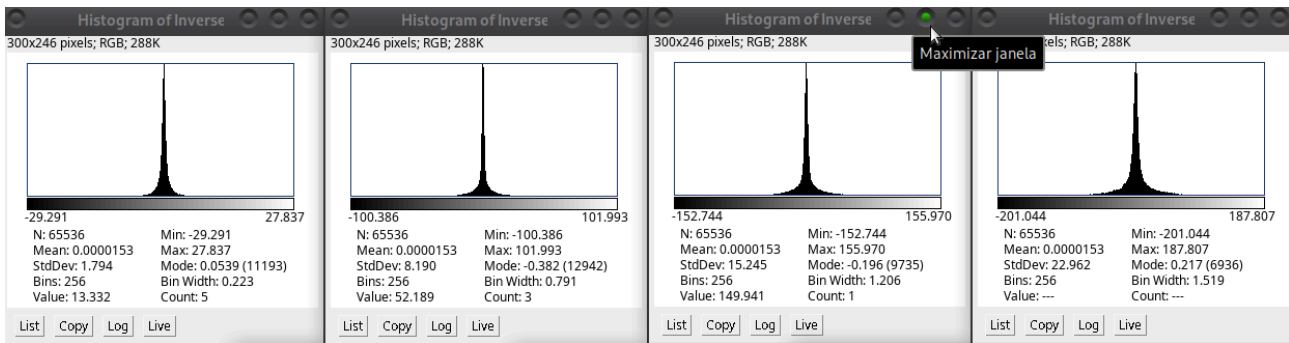 Histogram of Inverse
300x246 pixels; RGB; 288K
-29.291 27.837
N: 65536 Min: -29.291
Mean: 0.0000153 Max: 27.837
StdDev: 1.794 Mode: 0.0539 (11193)
Bins: 256 Bin Width: 0.223
Value: 13.332 Count: 5
List Copy Log Live
Histogram of Inverse
300x246 pixels; RGB; 288K
-100.386 101.993
N: 65536 Min: -100.386
Mean: 0.0000153 Max: 101.993
StdDev: 8.190 Mode: -0.382 (12942)
Bins: 256 Bin Width: 0.791
Value: 52.189 Count: 3
List Copy Log Live
Histogram of Inverse
300x246 pixels; RGB; 288K
Maximizar janela
-152.744 155.970
N: 65536 Min: -152.744
Mean: 0.0000153 Max: 155.970
StdDev: 15.245 Mode: -0.196 (9735)
Bins: 256 Bin Width: 1.206
Value: 149.941 Count: 1
List Copy Log Live
Histogram of Inverse
xels; RGB; 288K
-201.044 187.807
N: 65536 Min: -201.044
Mean: 0.0000153 Max: 187.807
StdDev: 22.962 Mode: 0.217 (6936)
Bins: 256 Bin Width: 1.519
Value: --- Count: ---
List Copy Log Live